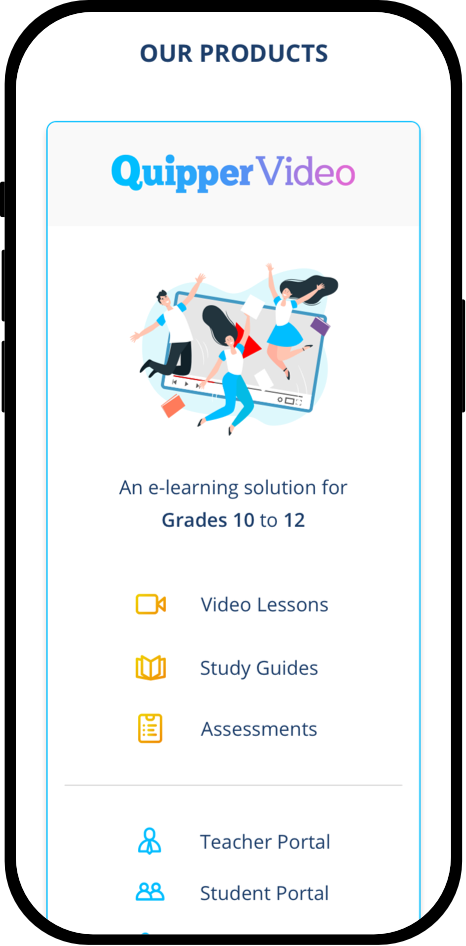 OUR PRODUCTS
QuipperVideo
An e-learning solution for
Grades 10 to 12
Video Lessons
Study Guides
Assessments
Teacher Portal
Student Portal